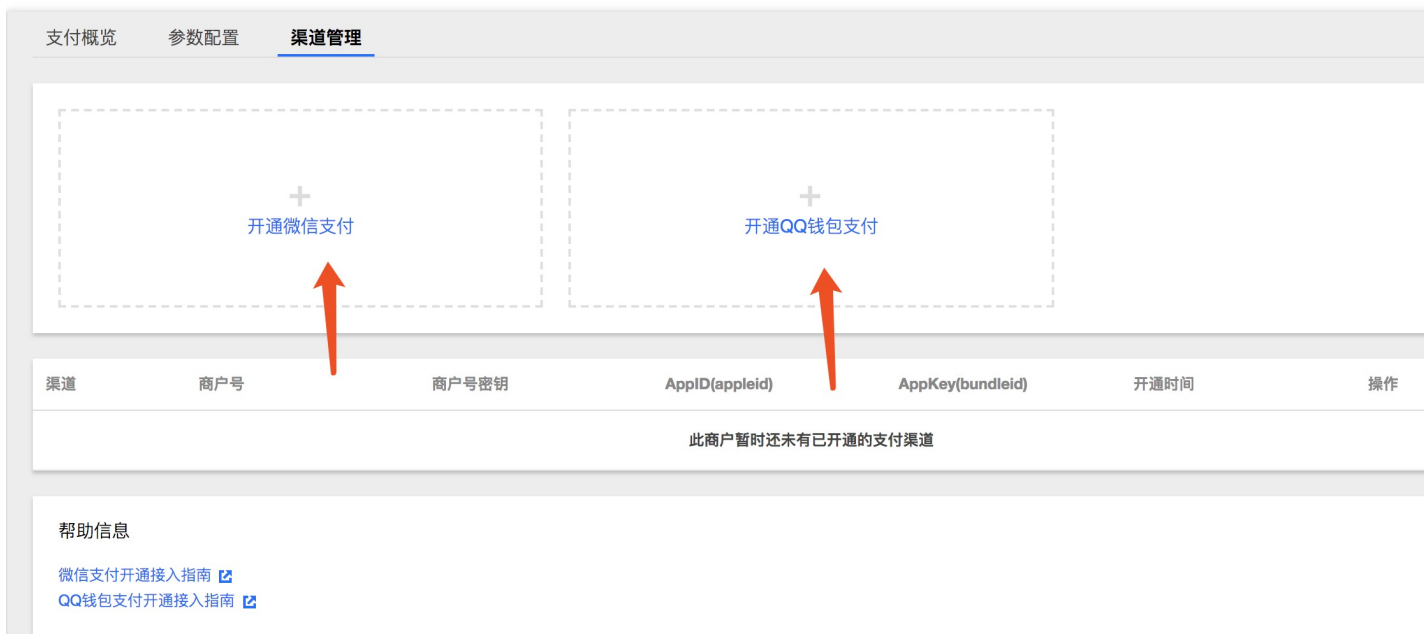 支付概览 参数配置 渠道管理
开通微信支付 开通QQ钱包支付
渠道 商户号 商户号密钥 AppID(appleid) AppKey(bundleid) 开通时间 操作
此商户暂时还未有已开通的支付渠道
帮助信息
微信支付开通接入指南
QQ钱包支付开通接入指南